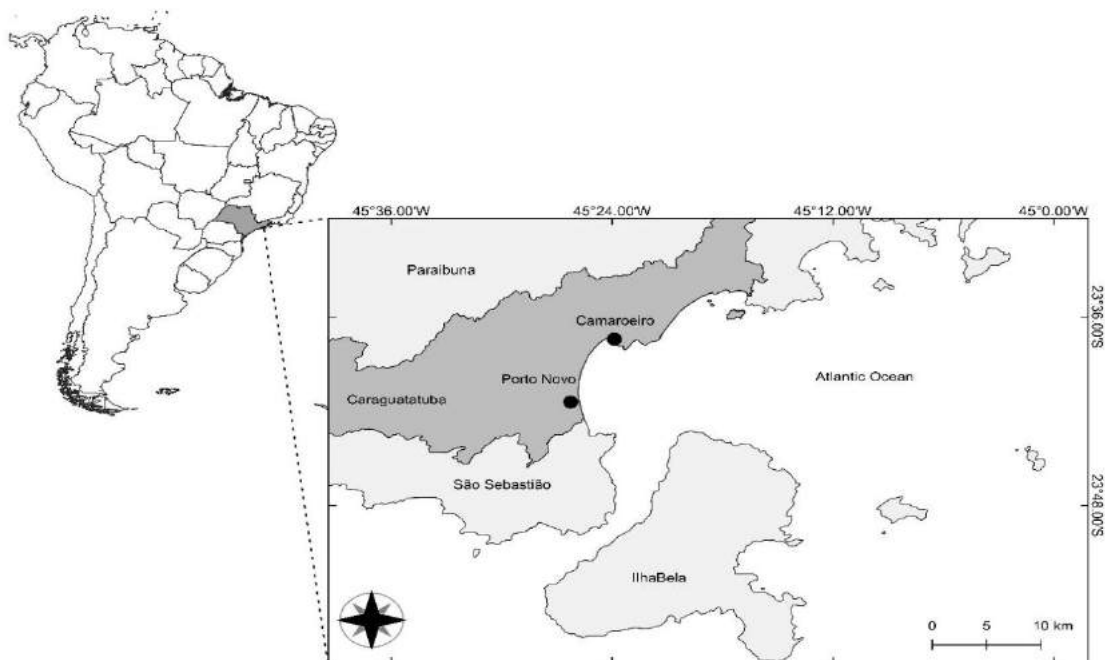 45°36.00'W
45°24.00'W
45°12.00'W
45°0.00'W
Paraibuna
23°36.00'S
Camaroeiro
Atlantic Ocean
Porto Novo
Caraguatatuba
São Sebastião
23°48.00'S
IlhaBela
0 5 10 km